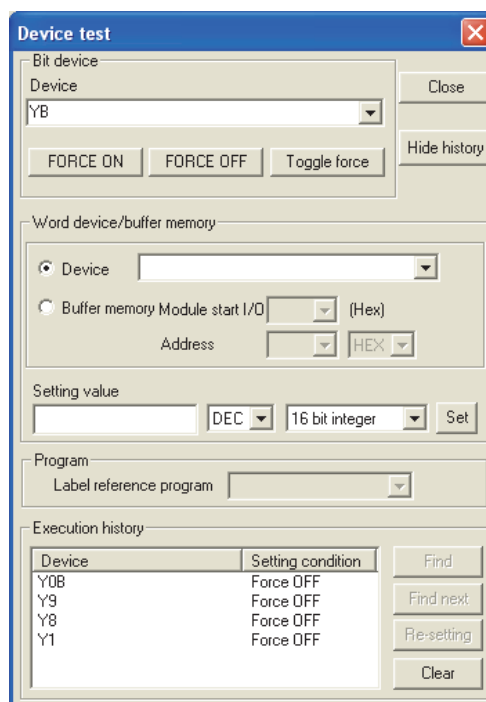 Device test
Bit device
Device
Close
YB
FORCE ON FORCE OFF Toggle force
Hide history
Word device/buffer memory
Device
Buffer memory Module start I/O (Hex)
Address HEX
Setting value
DEC 16 bit integer Set
Program
Label reference program
Execution history
Device Setting condition Find
Y0B Force OFF
Y9 Force OFF Find next
Y8 Force OFF
Y1 Force OFF Re-setting
Clear